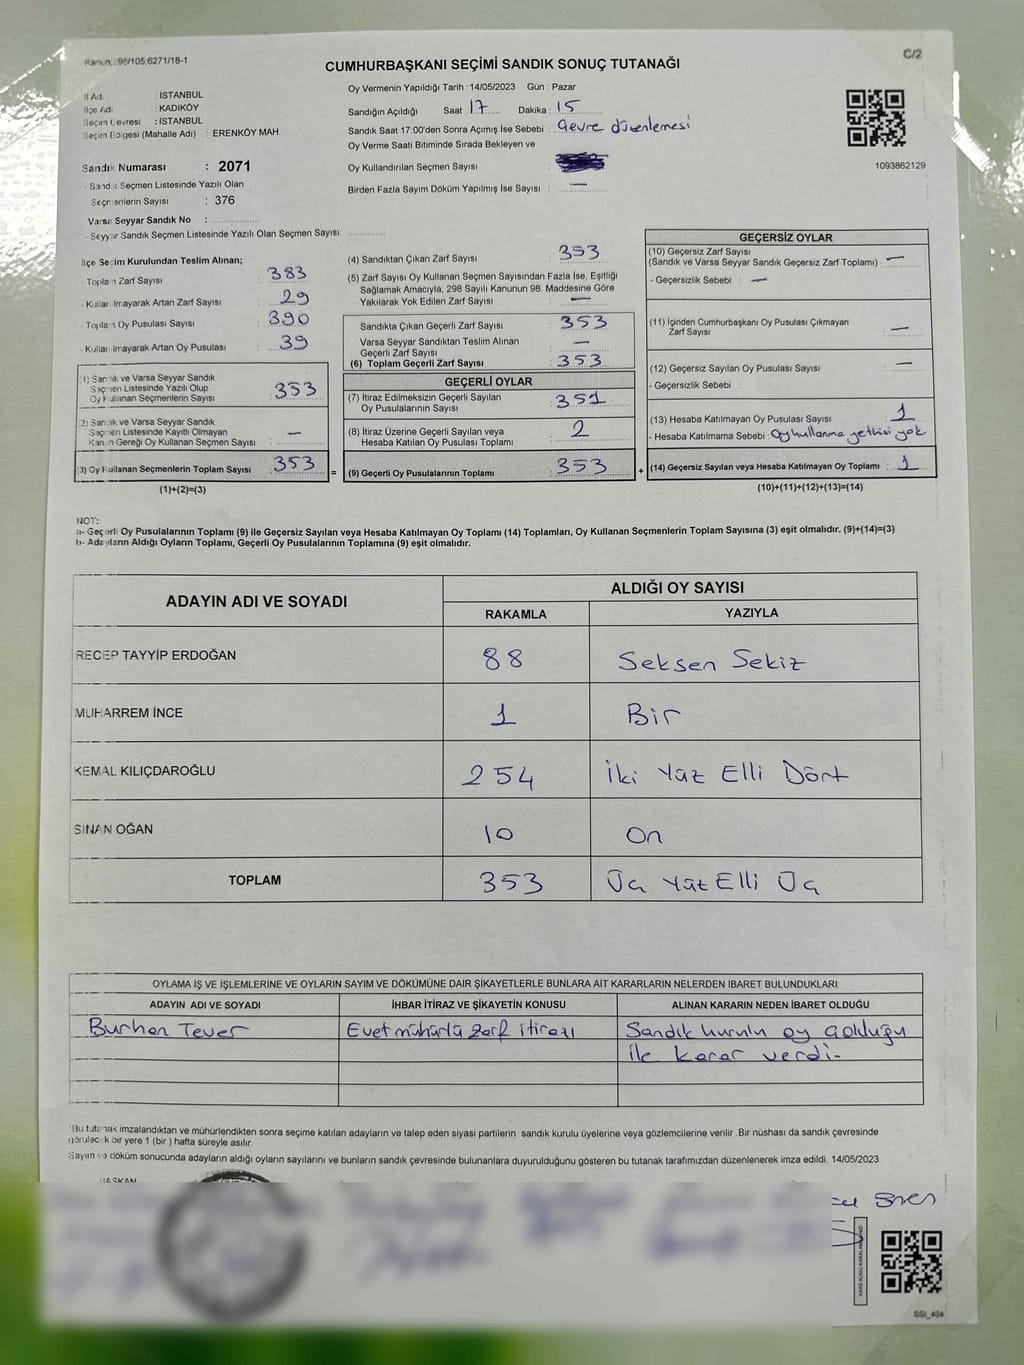 Kanun: 98/105;6271/18-1
C/2
CUMHURBAŞKANI SEÇİMİ SANDIK SONUÇ TUTANAĞI
İl Adı : İSTANBUL
İlçe Adı : KADIKÖY
Seçim Çevresi : İSTANBUL
Seçim Bölgesi (Mahalle Adı) : ERENKÖY MAH.
Sandık Numarası : 2071
- Sandık Seçmen Listesinde Yazılı Olan
Seçmenlerin Sayısı : 376
Varsa Seyyar Sandık No :
- Seyyar Sandık Seçmen Listesinde Yazılı Olan Seçmen Sayısı:
Oy Vermenin Yapıldığı Tarih : 14/05/2023 Gün : Pazar
Sandığın Açıldığı Saat 17 Dakika : 15
Sandık Saat 17:00'den Sonra Açımış İse Sebebi : Çevre düzenlemesi
Oy Verme Saati Bitiminde Sırada Bekleyen ve
Oy Kullandırılan Seçmen Sayısı :
Birden Fazla Sayım Döküm Yapılmış İse Sayısı : —
1093862129
İlçe Seçim Kurulundan Teslim Alınan;
- Toplam Zarf Sayısı : 383
- Kullanılmayarak Artan Zarf Sayısı : 29
- Toplam Oy Pusulası Sayısı : 390
- Kullanılmayarak Artan Oy Pusulası : 39
(1) Sandık ve Varsa Seyyar Sandık
Seçmen Listesinde Yazılı Olup
Oy Kullanan Seçmenlerin Sayısı : 353
(2) Sandık ve Varsa Seyyar Sandık
Seçmen Listesinde Kayıtlı Olmayan
Kanun Gereği Oy Kullanan Seçmen Sayısı : —
(3) Oy Kullanan Seçmenlerin Toplam Sayısı : 353 =
(1)+(2)=(3)
(4) Sandıktan Çıkan Zarf Sayısı : 353
(5) Zarf Sayısı Oy Kullanan Seçmen Sayısından Fazla İse, Eşitliği
Sağlamak Amacıyla; 298 Sayılı Kanunun 98. Maddesine Göre
Yakılarak Yok Edilen Zarf Sayısı : —
Sandıkta Çıkan Geçerli Zarf Sayısı : 353
Varsa Seyyar Sandıktan Teslim Alınan
Geçerli Zarf Sayısı : —
(6) Toplam Geçerli Zarf Sayısı : 353
GEÇERLİ OYLAR
(7) İtiraz Edilmeksizin Geçerli Sayılan
Oy Pusulalarının Sayısı : 351
(8) İtiraz Üzerine Geçerli Sayılan veya
Hesaba Katılan Oy Pusulası Toplamı : 2
(9) Geçerli Oy Pusulalarının Toplamı : 353 +
GEÇERSİZ OYLAR
(10) Geçersiz Zarf Sayısı
(Sandık ve Varsa Seyyar Sandık Geçersiz Zarf Toplamı) : —
- Geçersizlik Sebebi : —
(11) İçinden Cumhurbaşkanı Oy Pusulası Çıkmayan
Zarf Sayısı : —
(12) Geçersiz Sayılan Oy Pusulası Sayısı : —
- Geçersizlik Sebebi :
(13) Hesaba Katılmayan Oy Pusulası Sayısı : 1
- Hesaba Katılmama Sebebi : Oy kullanma yetkisi yok
(14) Geçersiz Sayılan veya Hesaba Katılmayan Oy Toplamı : 1
(10)+(11)+(12)+(13)=(14)
NOT:
a- Geçerli Oy Pusulalarının Toplamı (9) ile Geçersiz Sayılan veya Hesaba Katılmayan Oy Toplamı (14) Toplamları, Oy Kullanan Seçmenlerin Toplam Sayısına (3) eşit olmalıdır. (9)+(14)=(3)
b- Adayların Aldığı Oyların Toplamı, Geçerli Oy Pusulalarının Toplamına (9) eşit olmalıdır.
ADAYIN ADI VE SOYADI ALDIĞI OY SAYISI
RAKAMLA YAZIYLA
RECEP TAYYİP ERDOĞAN 88 Seksen Sekiz
MUHARREM İNCE 1 Bir
KEMAL KILIÇDAROĞLU 254 İki Yüz Elli Dört
SİNAN OĞAN 10 On
TOPLAM 353 Üç Yüz Elli Üç
OYLAMA İŞ VE İŞLEMLERİNE VE OYLARIN SAYIM VE DÖKÜMÜNE DAİR ŞİKAYETLERLE BUNLARA AİT KARARLARIN NELERDEN İBARET BULUNDUKLARI
ADAYIN ADI VE SOYADI İHBAR İTİRAZ VE ŞİKAYETİN KONUSU ALINAN KARARIN NEDEN İBARET OLDUĞU
Burhan Evet mühürlü zarf itirazı Sandık kurulu oy çokluğu
ile karar verdi-
*Bu tutanak imzalandıktan ve mühürlendikten sonra seçime katılan adayların ve talep eden siyasi partilerin sandık kurulu üyelerine veya gözlemcilerine verilir .Bir nüshası da sandık çevresinde
görülecek bir yere 1 (bir ) hafta süreyle asılır.
Sayım ve döküm sonucunda adayların aldığı oyların sayılarını ve bunların sandık çevresinde bulunanlara duyurulduğunu gösteren bu tutanak tarafımızdan düzenlenerek imza edildi. 14/05/2023
BAŞKAN
SSI_404